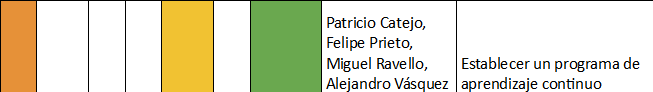 Patricio Catejo,
Felipe Prieto,
Miguel Ravello,
Alejandro Vásquez
Establecer un programa de
aprendizaje continuo